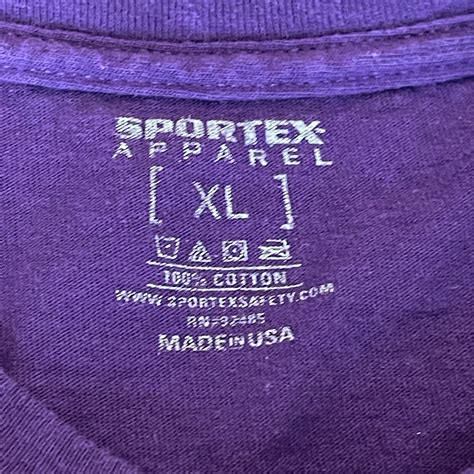 SPORTEX
APPAREL
[ XL ]
100% COTTON
WWW.SPORTEXSAFETY.COM
RN#92485
MADE IN USA